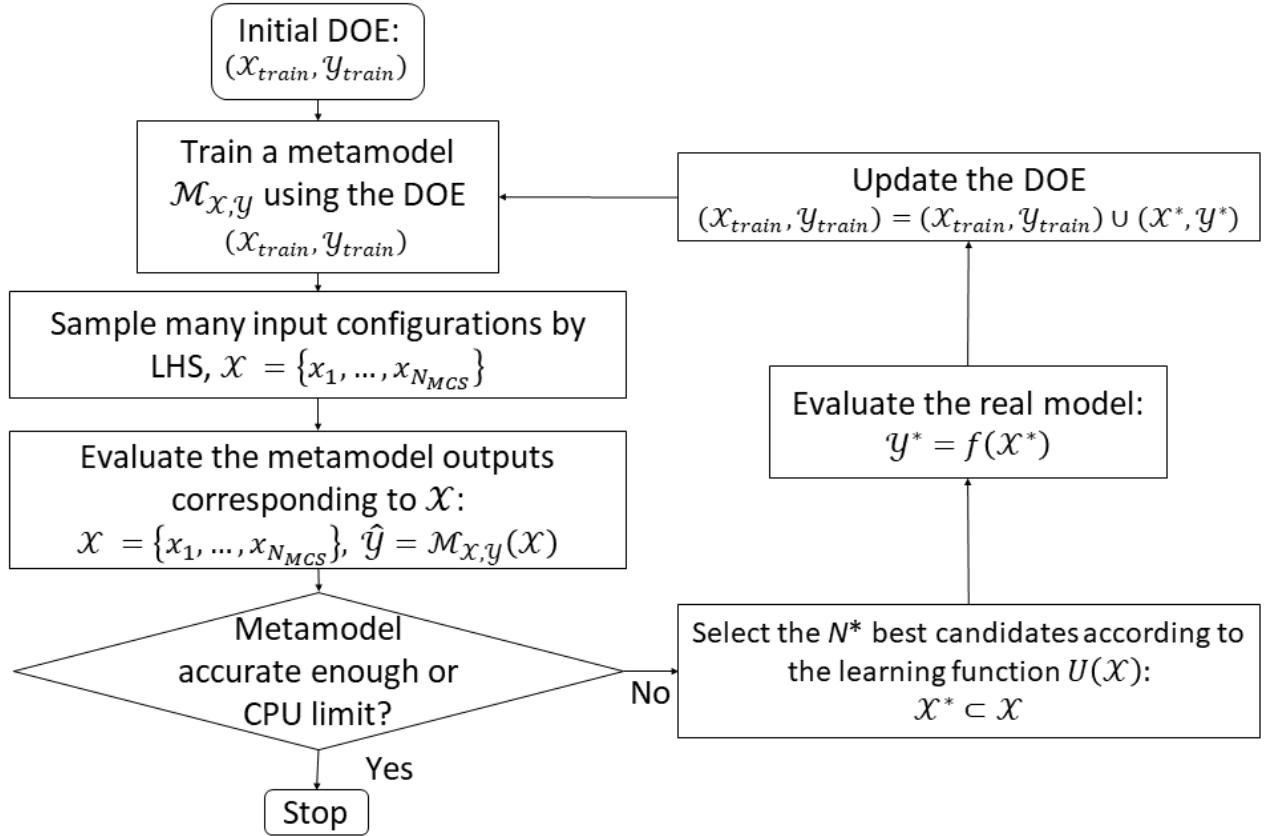 Initial DOE:
(𝒳_train, 𝒴_train)
Train a metamodel
ℳ_𝒳,𝒴 using the DOE
(𝒳_train, 𝒴_train)
Sample many input configurations by
LHS, 𝒳 = {x_1, …, x_N_MCS}
Evaluate the metamodel outputs
corresponding to 𝒳:
𝒳 = {x_1, …, x_N_MCS}, 𝒴̂ = ℳ_𝒳,𝒴(𝒳)
Metamodel
accurate enough or
CPU limit?
Yes
Stop
No
Select the N* best candidates according to
the learning function U(𝒳):
𝒳* ⊂ 𝒳
Evaluate the real model:
𝒴* = f(𝒳*)
Update the DOE
(𝒳_train, 𝒴_train) = (𝒳_train, 𝒴_train) ∪ (𝒳*, 𝒴*)